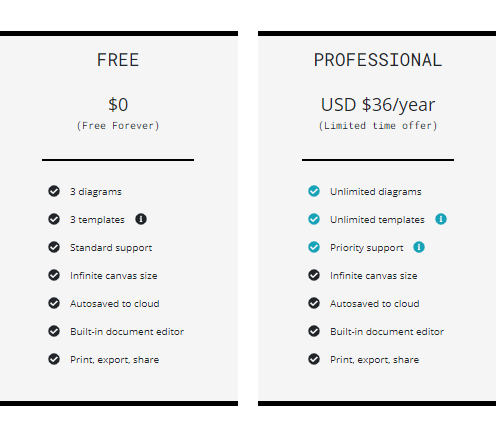 FREE
$0
(Free Forever)
3 diagrams
3 templates
Standard support
Infinite canvas size
Autosaved to cloud
Built-in document editor
Print, export, share
PROFESSIONAL
USD $36/year
(Limited time offer)
Unlimited diagrams
Unlimited templates
Priority support
Infinite canvas size
Autosaved to cloud
Built-in document editor
Print, export, share